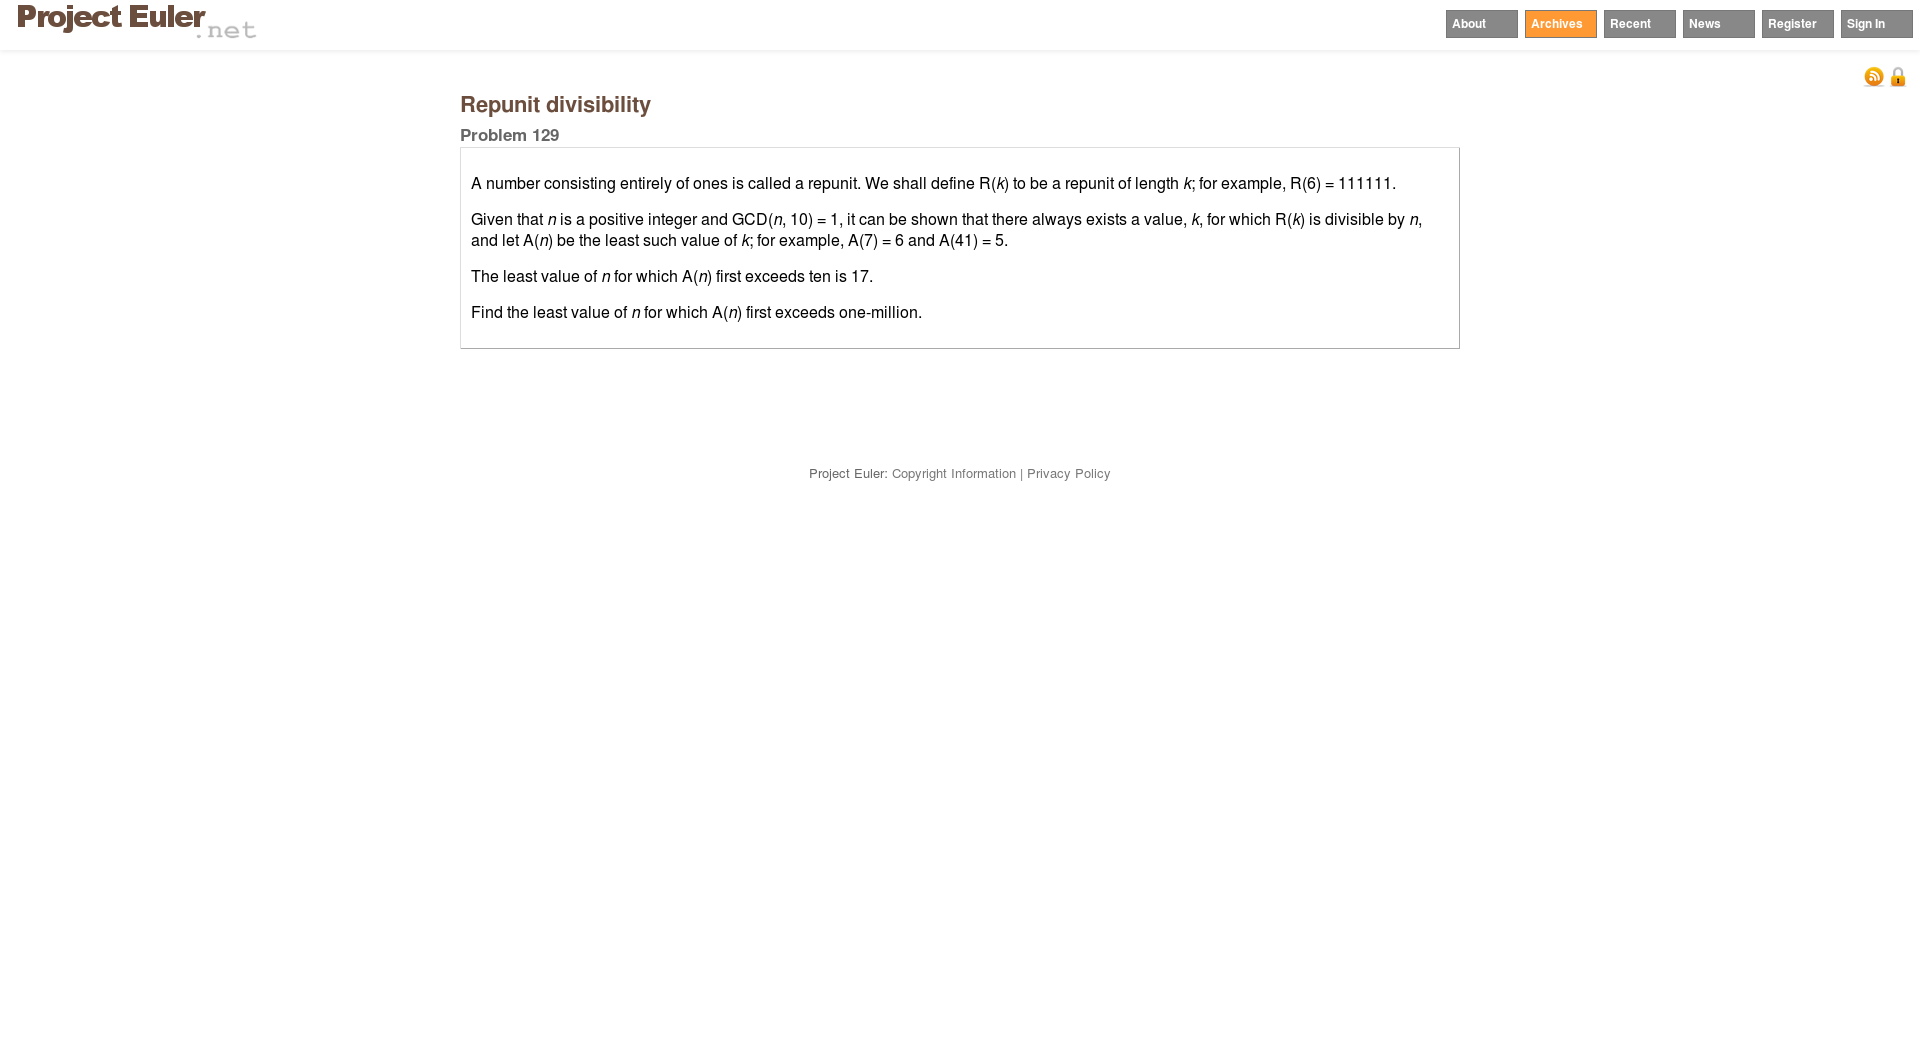 Project Euler.net
About Archives Recent News Register Sign In
Repunit divisibility
Problem 129
A number consisting entirely of ones is called a repunit. We shall define R(k) to be a repunit of length k; for example, R(6) = 111111.
Given that n is a positive integer and GCD(n, 10) = 1, it can be shown that there always exists a value, k, for which R(k) is divisible by n,
and let A(n) be the least such value of k; for example, A(7) = 6 and A(41) = 5.
The least value of n for which A(n) first exceeds ten is 17.
Find the least value of n for which A(n) first exceeds one-million.
Project Euler: Copyright Information | Privacy Policy